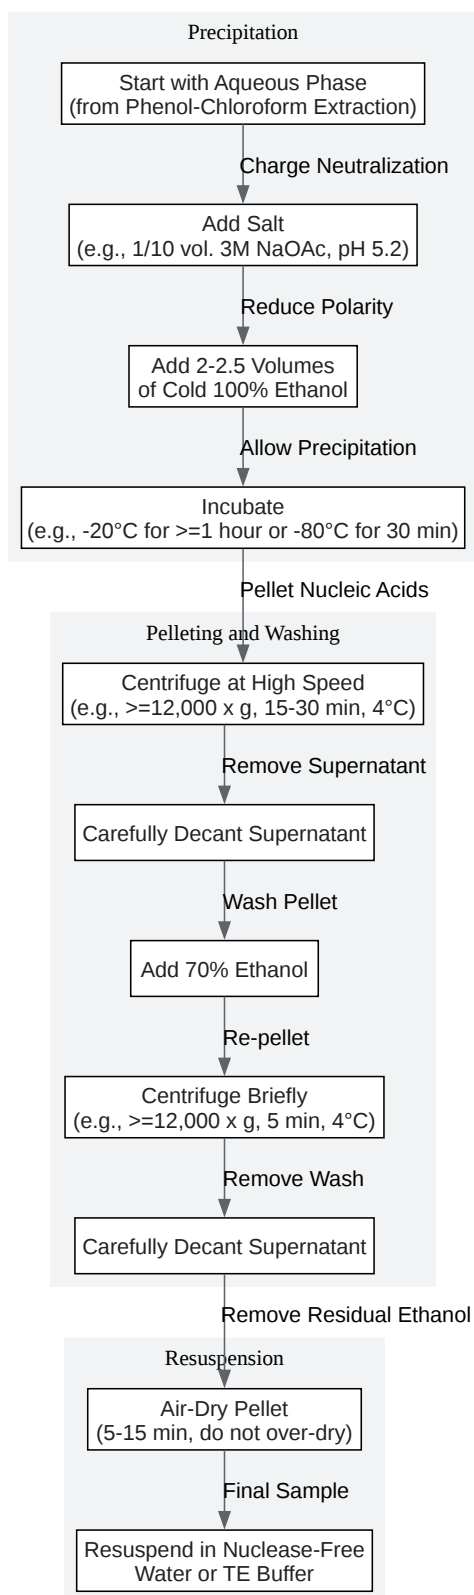 Precipitation
Start with Aqueous Phase
(from Phenol-Chloroform Extraction)
Charge Neutralization
Add Salt
(e.g., 1/10 vol. 3M NaOAc, pH 5.2)
Reduce Polarity
Add 2-2.5 Volumes
of Cold 100% Ethanol
Allow Precipitation
Incubate
(e.g., -20°C for >=1 hour or -80°C for 30 min)
Pellet Nucleic Acids
Pelleting and Washing
Centrifuge at High Speed
(e.g., >=12,000 x g, 15-30 min, 4°C)
Remove Supernatant
Carefully Decant Supernatant
Wash Pellet
Add 70% Ethanol
Re-pellet
Centrifuge Briefly
(e.g., >=12,000 x g, 5 min, 4°C)
Remove Wash
Carefully Decant Supernatant
Remove Residual Ethanol
Resuspension
Air-Dry Pellet
(5-15 min, do not over-dry)
Final Sample
Resuspend in Nuclease-Free
Water or TE Buffer